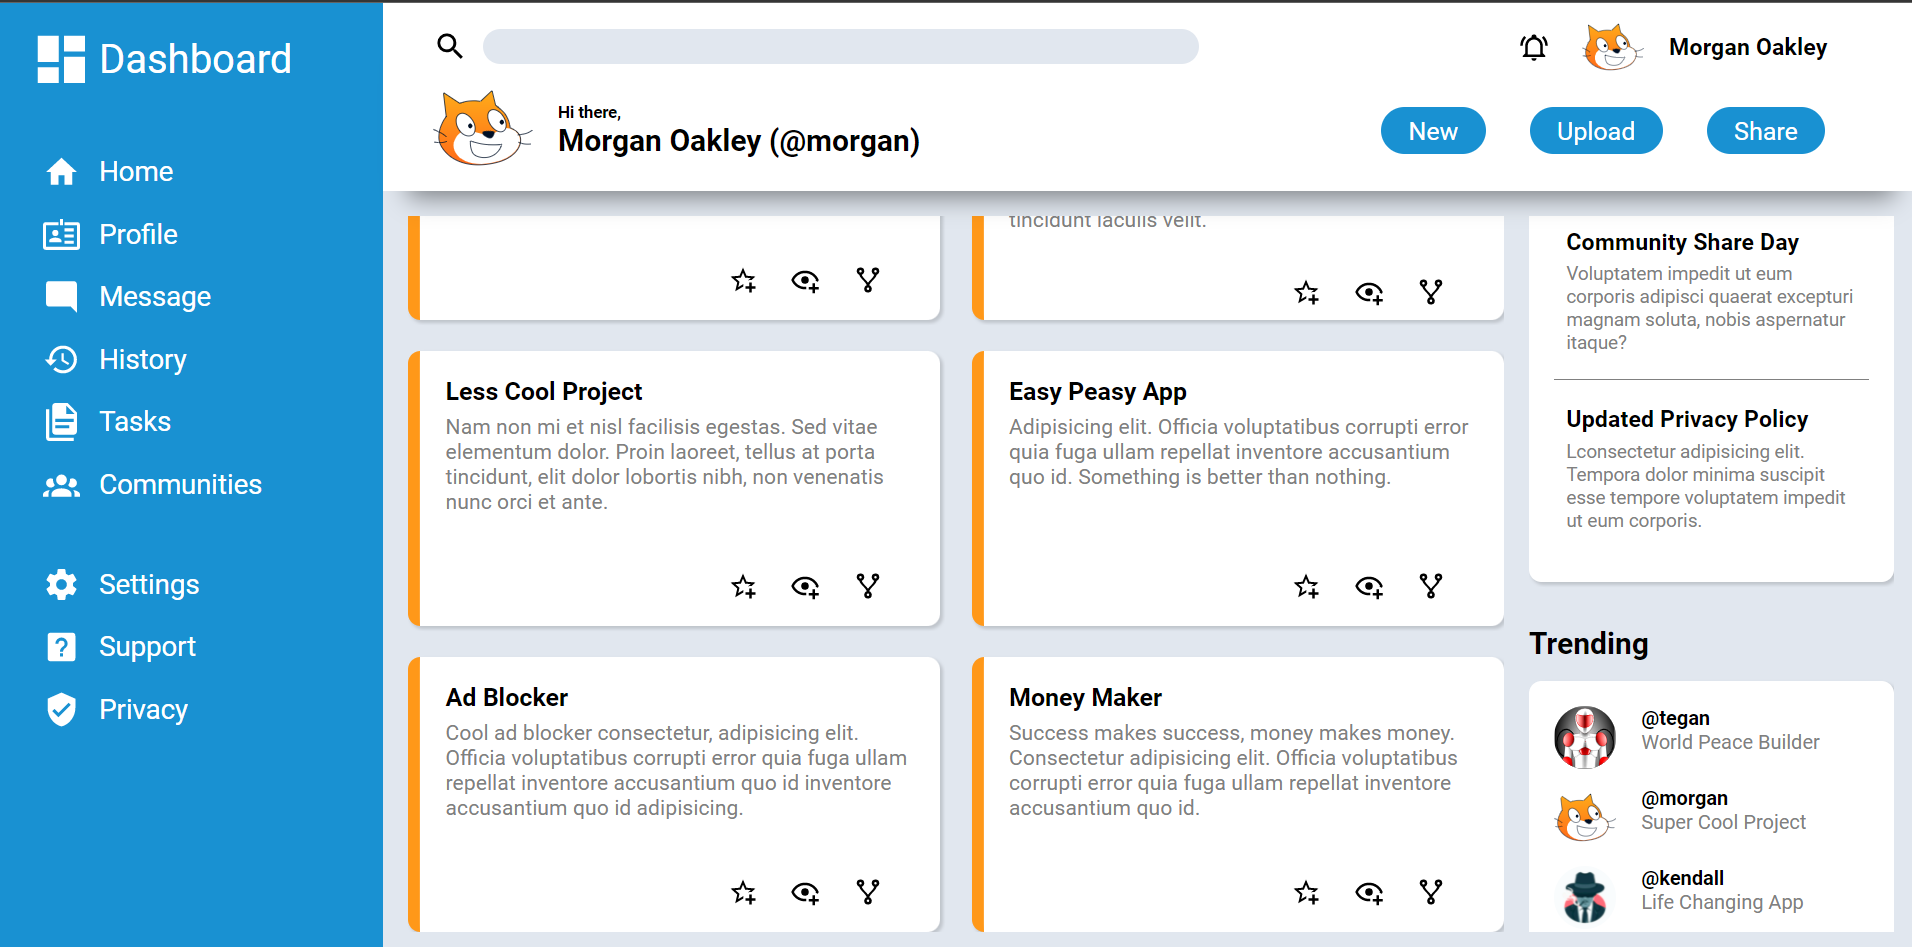 Dashboard
Home
Profile
Message
History
Tasks
Communities
Settings
Support
Privacy
Morgan Oakley
Hi there,
Morgan Oakley (@morgan)
New
Upload
Share
tincidunt iaculis velit.
Less Cool Project
Nam non mi et nisl facilisis egestas. Sed vitae
elementum dolor. Proin laoreet, tellus at porta
tincidunt, elit dolor lobortis nibh, non venenatis
nunc orci et ante.
Easy Peasy App
Adipisicing elit. Officia voluptatibus corrupti error
quia fuga ullam repellat inventore accusantium
quo id. Something is better than nothing.
Ad Blocker
Cool ad blocker consectetur, adipisicing elit.
Officia voluptatibus corrupti error quia fuga ullam
repellat inventore accusantium quo id inventore
accusantium quo id adipisicing.
Money Maker
Success makes success, money makes money.
Consectetur adipisicing elit. Officia voluptatibus
corrupti error quia fuga ullam repellat inventore
accusantium quo id.
Community Share Day
Voluptatem impedit ut eum
corporis adipisci quaerat excepturi
magnam soluta, nobis aspernatur
itaque?
Updated Privacy Policy
Lconsectetur adipisicing elit.
Tempora dolor minima suscipit
esse tempore voluptatem impedit
ut eum corporis.
Trending
@tegan
World Peace Builder
@morgan
Super Cool Project
@kendall
Life Changing App